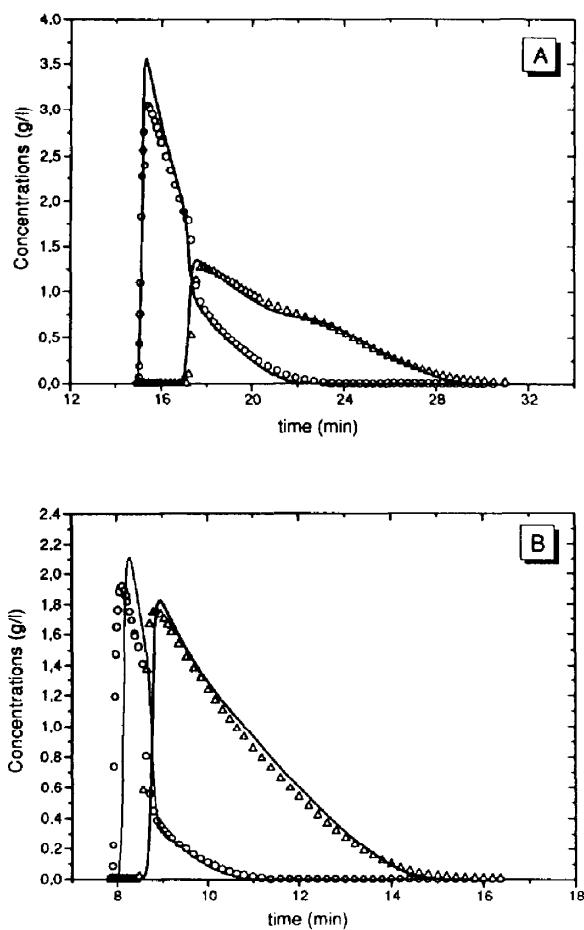 A
Concentrations (g/l)
4,0
3,5
3,0
2,5
2,0
1,5
1,0
0,5
0,0
12 16 20 24 28 32
time (min)
B
Concentrations (g/l)
2.4
2.2
2.0
1.8
1.6
1.4
1.2
1.0
0.8
0.6
0.4
0.2
0.0
8 10 12 14 16 18
time (min)